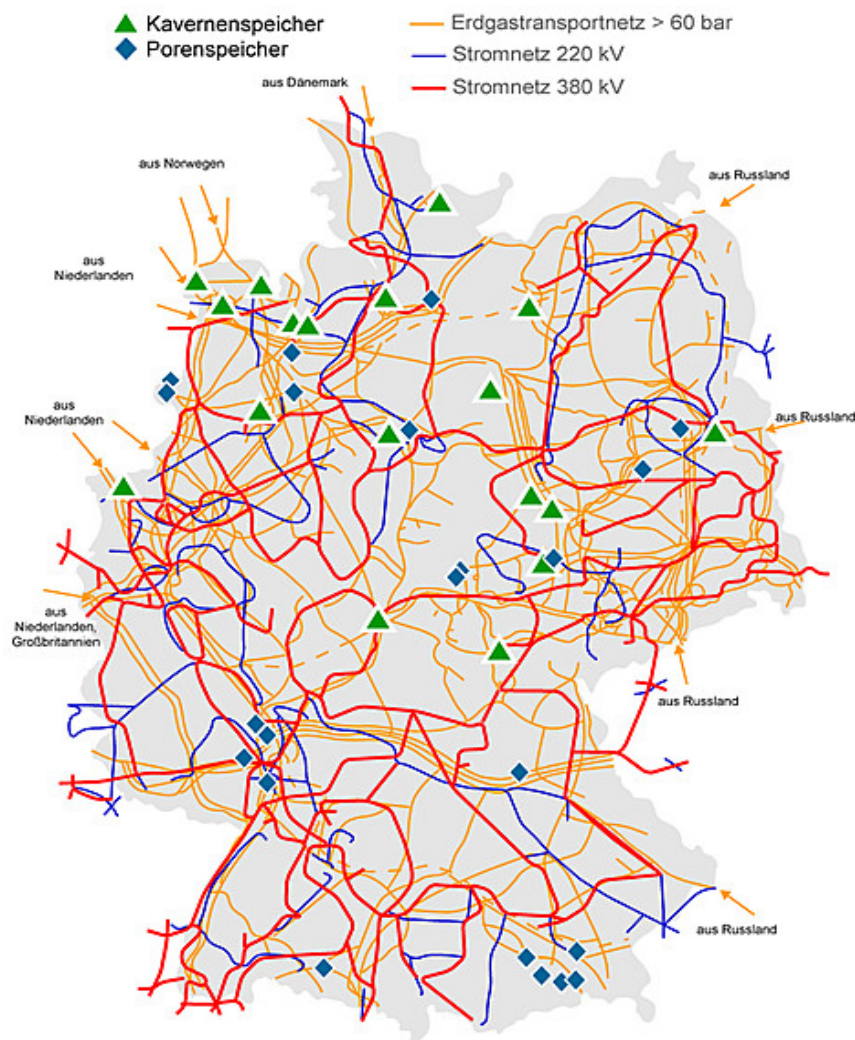 Kavernenspeicher
Porenspeicher
Erdgastransportnetz > 60 bar
Stromnetz 220 kV
Stromnetz 380 kV
aus Dänemark
aus Norwegen
aus Russland
aus
Niederlanden
aus
Niederlanden
aus Russland
aus
Niederlanden,
Großbritannien
aus Russland
aus Russland